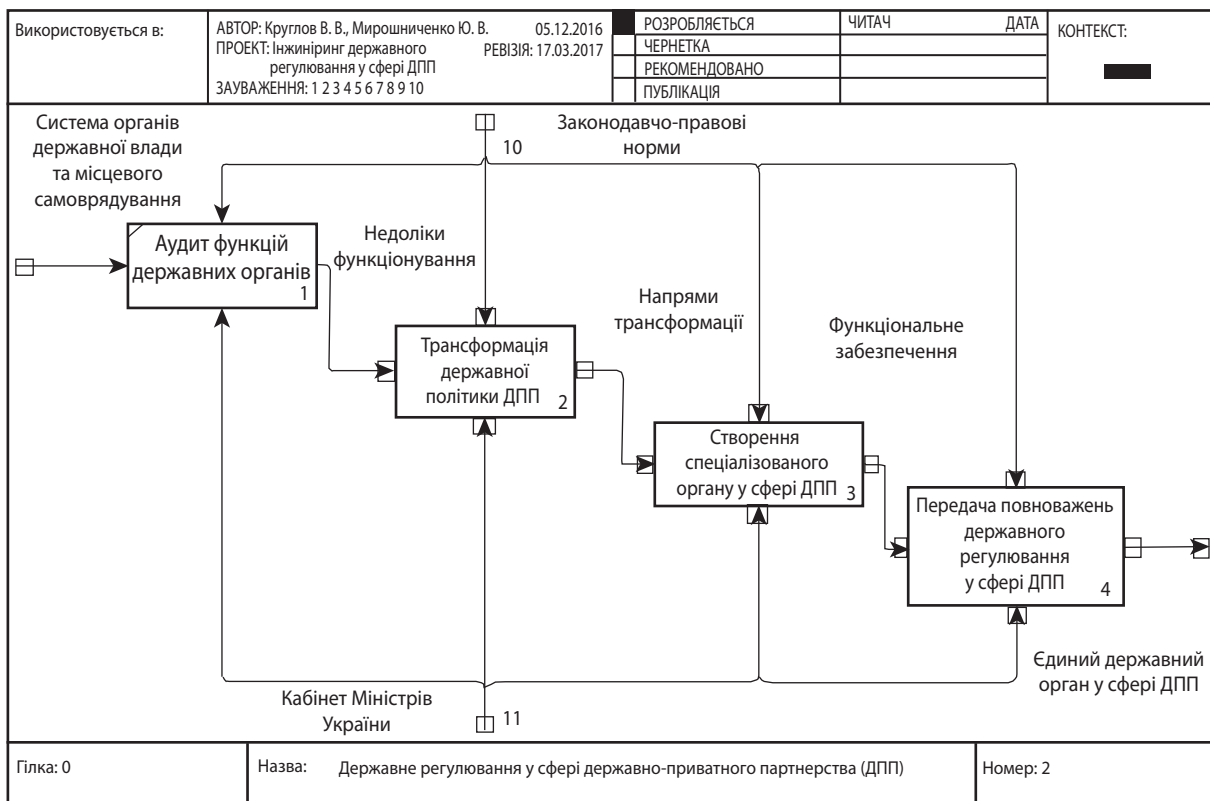 Використовується в:
АВТОР: Круглов В. В., Мирошниченко Ю. В. 05.12.2016
ПРОЕКТ: Інжиніринг державного РЕВІЗІЯ: 17.03.2017
регулювання у сфері ДПП
ЗАУВАЖЕННЯ: 1 2 3 4 5 6 7 8 9 10
РОЗРОБЛЯЄТЬСЯ
ЧЕРНЕТКА
РЕКОМЕНДОВАНО
ПУБЛІКАЦІЯ
ЧИТАЧ ДАТА
КОНТЕКСТ:
Система органів
державної влади
та місцевого
самоврядування
10
Законодавчо-правові
норми
Аудит функцій
державних органів
1
Недоліки
функціонування
Трансформація
державної
політики ДПП
2
Напрями
трансформації
Створення
спеціалізованого
органу у сфері ДПП
3
Функціональне
забезпечення
Передача повноважень
державного
регулювання
у сфері ДПП
4
Єдиний державний
орган у сфері ДПП
Кабінет Міністрів
України
11
Гілка: 0
Назва: Державне регулювання у сфері державно-приватного партнерства (ДПП)
Номер: 2